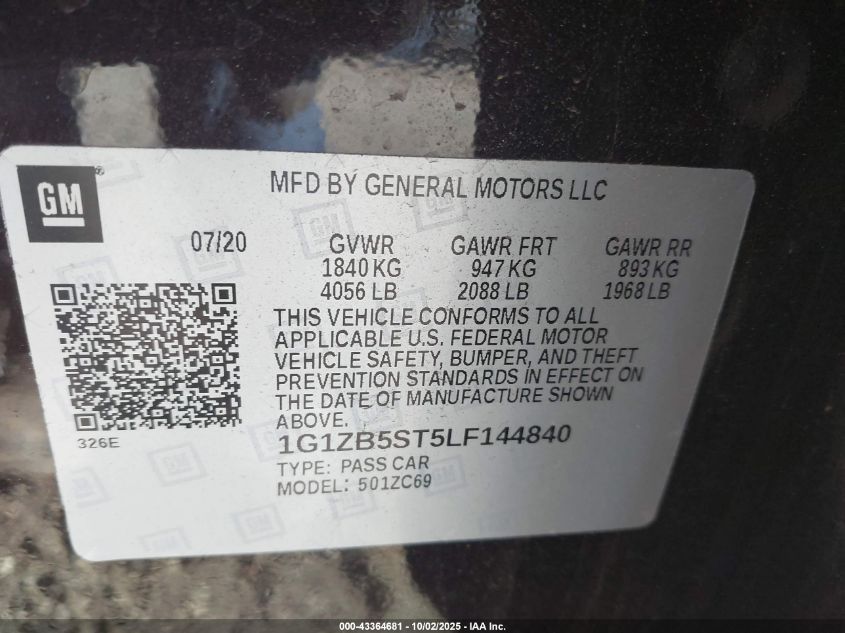 GM
MFD BY GENERAL MOTORS LLC
07/20
GVWR GAWR FRT GAWR RR
1840 KG 947 KG 893 KG
4056 LB 2088 LB 1968 LB
THIS VEHICLE CONFORMS TO ALL
APPLICABLE U.S. FEDERAL MOTOR
VEHICLE SAFETY, BUMPER, AND THEFT
PREVENTION STANDARDS IN EFFECT ON
THE DATE OF MANUFACTURE SHOWN
ABOVE.
326E
1G1ZB5ST5LF144840
TYPE: PASS CAR
MODEL: 501ZC69
000-43364681 - 10/02/2025 - IAA Inc.